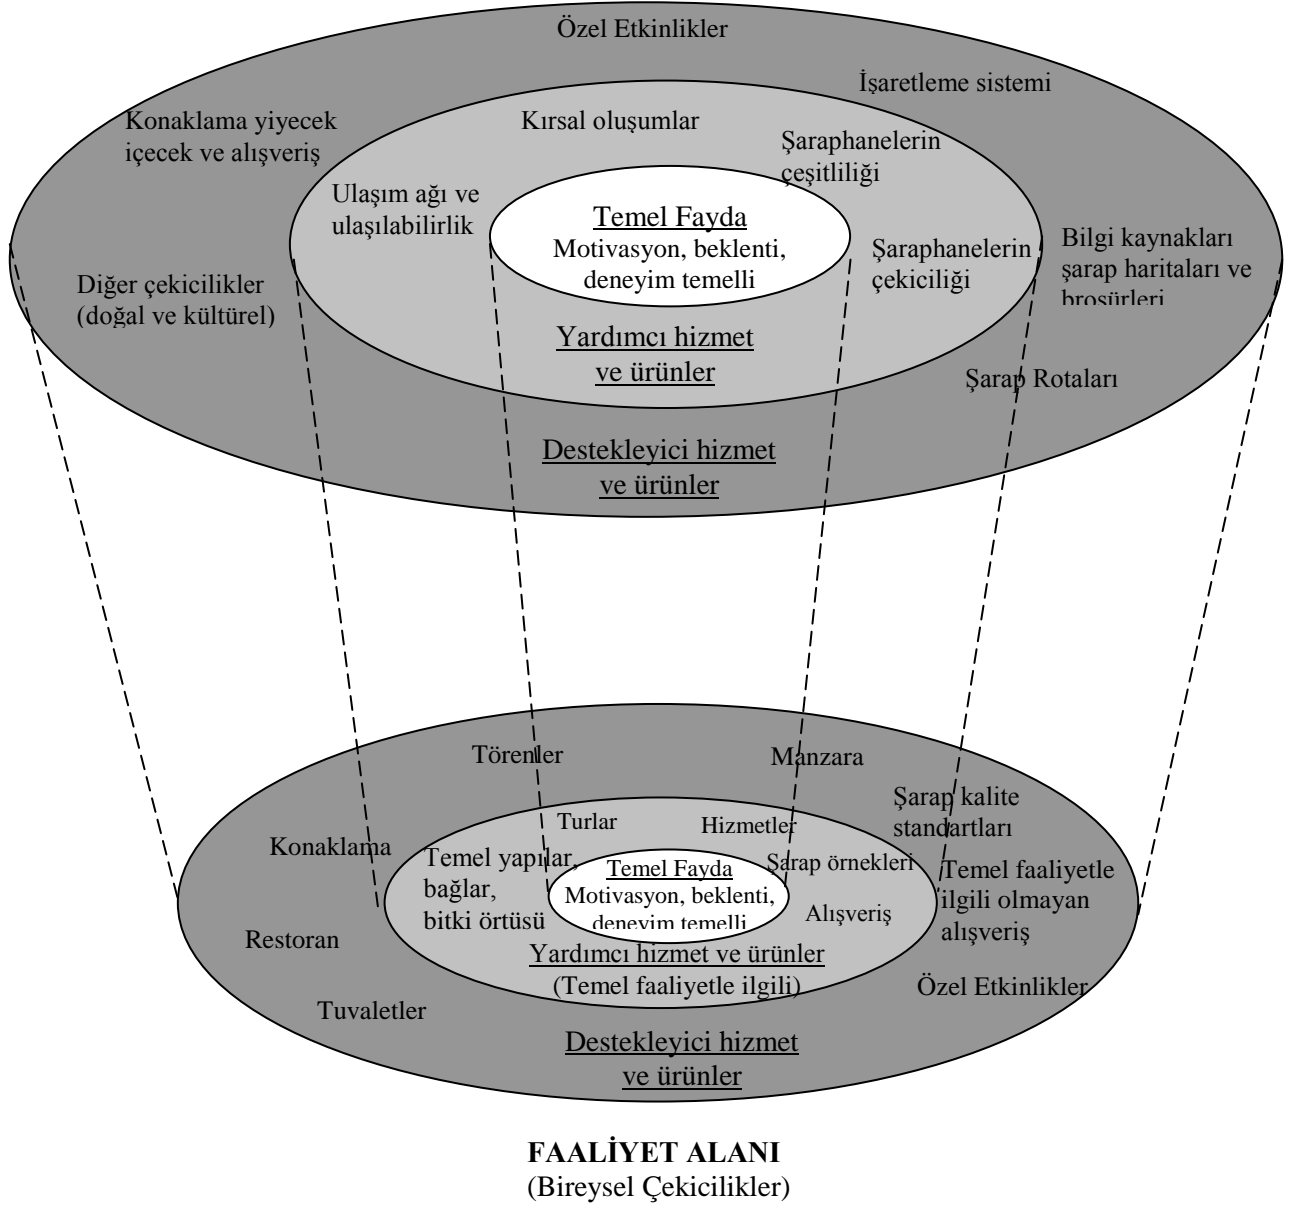 Özel Etkinlikler
İşaretleme sistemi
Konaklama yiyecek
içecek ve alışveriş
Kırsal oluşumlar
Şaraphanelerin
çeşitliliği
Ulaşım ağı ve
ulaşılabilirlik
Temel Fayda
Motivasyon, beklenti,
deneyim temelli
Şaraphanelerin
çekiciliği
Bilgi kaynakları
şarap haritaları ve
broşürleri
Diğer çekicilikler
(doğal ve kültürel)
Yardımcı hizmet
ve ürünler
Şarap Rotaları
Destekleyici hizmet
ve ürünler
Törenler
Manzara
Şarap kalite
standartları
Turlar
Hizmetler
Konaklama
Temel yapılar,
bağlar,
bitki örtüsü
Temel Fayda
Motivasyon, beklenti,
deneyim temelli
Şarap örnekleri
Alışveriş
Temel faaliyetle
ilgili olmayan
alışveriş
Restoran
Yardımcı hizmet ve ürünler
(Temel faaliyetle ilgili)
Özel Etkinlikler
Tuvaletler
Destekleyici hizmet
ve ürünler
FAALİYET ALANI
(Bireysel Çekicilikler)